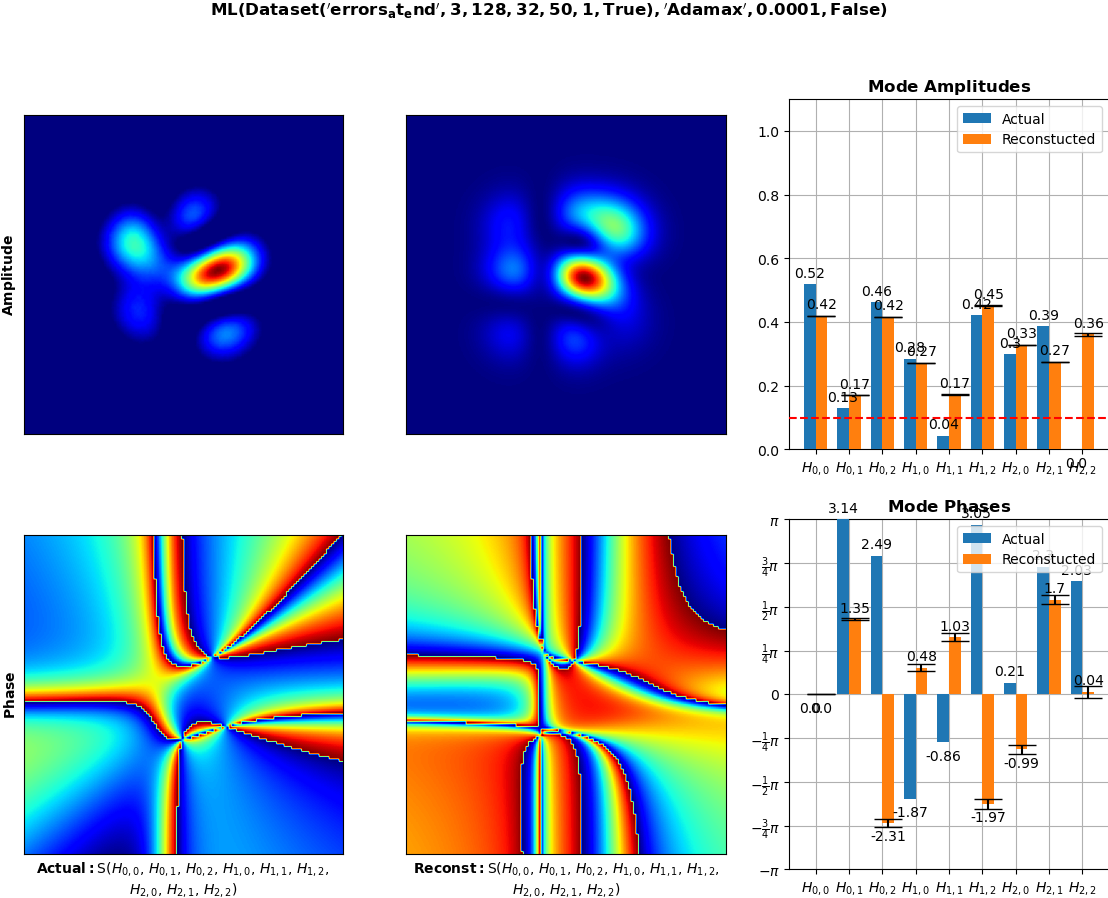 ML(Dataset('errors_at_end', 3, 128, 32, 50, 1, True), 'Adamax', 0.0001, False)
Amplitude
Mode Amplitudes
Actual
Reconstucted
1.0
0.8
0.6
0.4
0.2
0.0
0.52
0.42
0.13
0.17
0.46
0.42
0.28
0.27
0.04
0.17
0.42
0.45
0.3
0.33
0.39
0.27
0.0
0.36
H0,0 H0,1 H0,2 H1,0 H1,1 H1,2 H2,0 H2,1 H2,2
Phase
Mode Phases
Actual
Reconstucted
π
3/4π
1/2π
1/4π
0
−1/4π
−1/2π
−3/4π
−π
0.0
0.0
3.14
1.35
2.49
-2.31
-1.87
0.48
-0.86
1.03
3.05
-1.97
0.21
-0.99
1.7
2.03
0.04
H0,0 H0,1 H0,2 H1,0 H1,1 H1,2 H2,0 H2,1 H2,2
Actual: S(H0,0, H0,1, H0,2, H1,0, H1,1, H1,2,
H2,0, H2,1, H2,2)
Reconst: S(H0,0, H0,1, H0,2, H1,0, H1,1, H1,2,
H2,0, H2,1, H2,2)